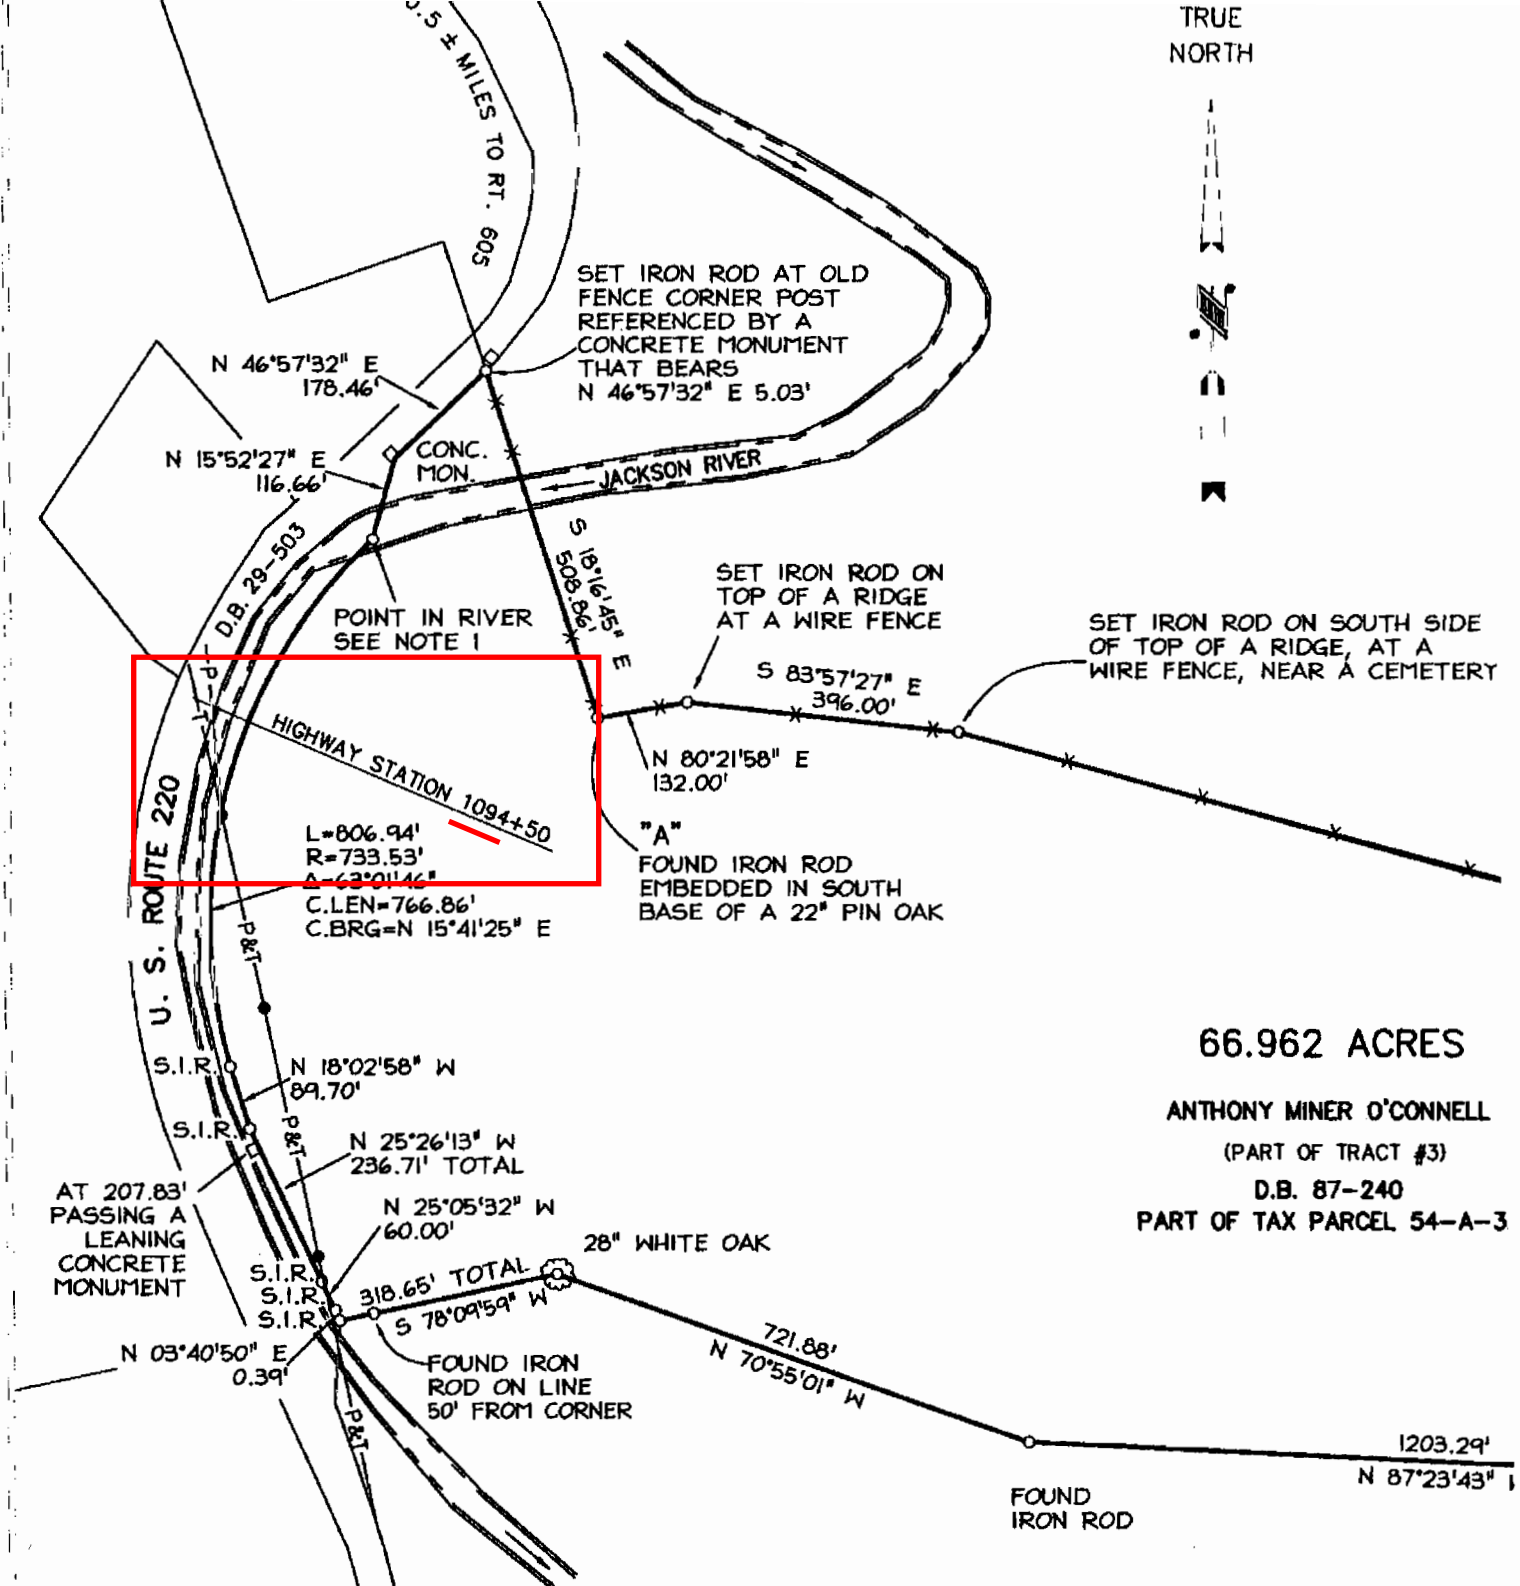 TRUE
NORTH
0.5 ± MILES TO RT. 605
SET IRON ROD AT OLD
FENCE CORNER POST
REFERENCED BY A
CONCRETE MONUMENT
THAT BEARS
N 46°57'32" E 5.03'
N 46°57'32" E
178.46'
N 15°52'27" E
116.66'
CONC.
MON.
JACKSON RIVER
D.B. 29-503
S 18°16'45" E
508.86'
POINT IN RIVER
SEE NOTE 1
SET IRON ROD ON
TOP OF A RIDGE
AT A WIRE FENCE
SET IRON ROD ON SOUTH SIDE
OF TOP OF A RIDGE, AT A
WIRE FENCE, NEAR A CEMETERY
S 83°57'27" E
396.00'
P
T
HIGHWAY STATION 1094+50
N 80°21'58" E
132.00'
U. S. ROUTE 220
L=806.94'
R=733.53'
Δ=63°01'46"
C.LEN=766.86'
C.BRG=N 15°41'25" E
"A"
FOUND IRON ROD
EMBEDDED IN SOUTH
BASE OF A 22" PIN OAK
P&T
66.962 ACRES
S.I.R.
N 18°02'58" W
89.70'
ANTHONY MINER O'CONNELL
(PART OF TRACT #3)
D.B. 87-240
PART OF TAX PARCEL 54-A-3
S.I.R.
P&T
N 25°26'13" W
236.71' TOTAL
AT 207.83'
PASSING A
LEANING
CONCRETE
MONUMENT
N 25°05'32" W
60.00'
28" WHITE OAK
S.I.R.
S.I.R.
S.I.R.
318.65' TOTAL
S 78°09'59" W
N 03°40'50" E
0.39'
FOUND IRON
ROD ON LINE
50' FROM CORNER
P&T
721.88'
N 70°55'01" W
1203.29'
N 87°23'43"
FOUND
IRON ROD